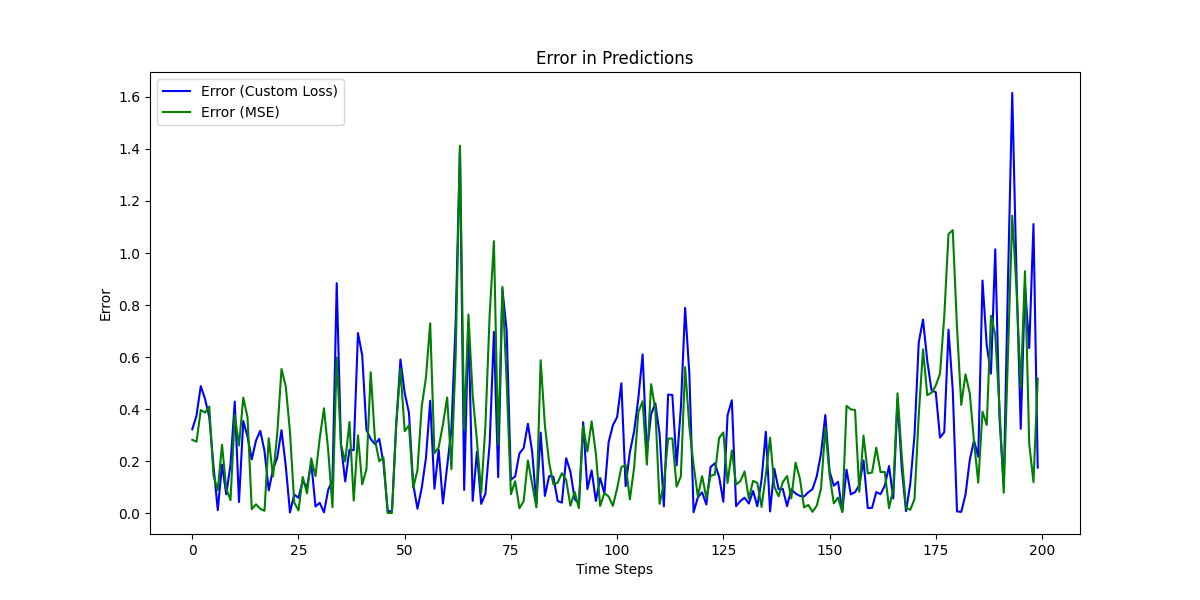 Error in Predictions
Error (Custom Loss)
Error (MSE)
1.6
1.4
1.2
1.0
0.8
0.6
0.4
0.2
0.0
Error
0 25 50 75 100 125 150 175 200
Time Steps